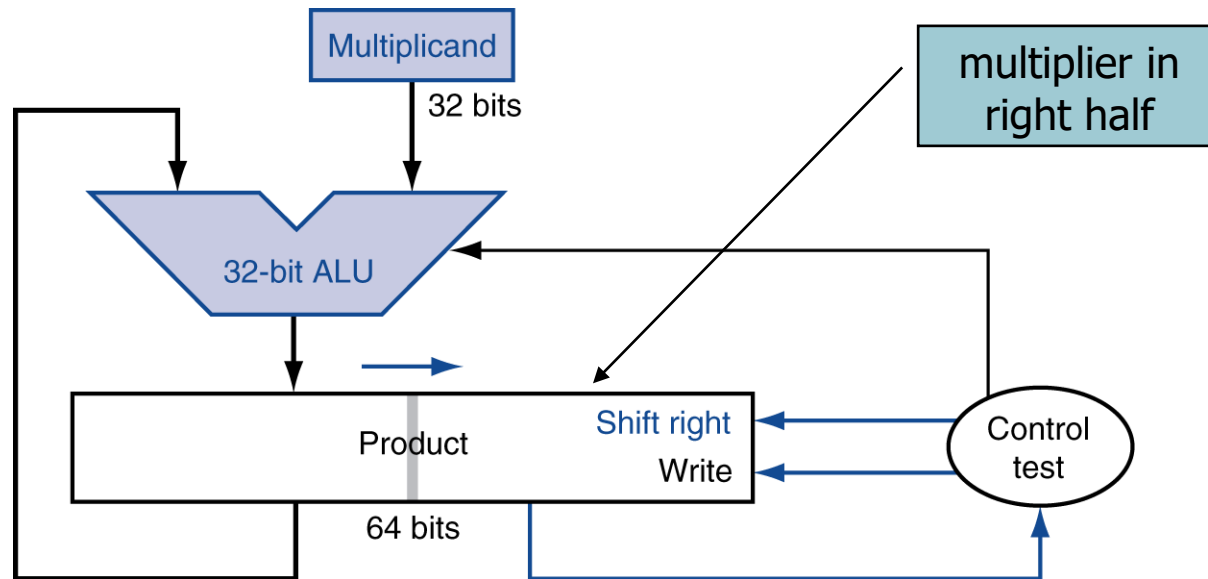 Multiplicand
multiplier in
right half
32 bits
32-bit ALU
Product
Shift right
Write
Control
test
64 bits